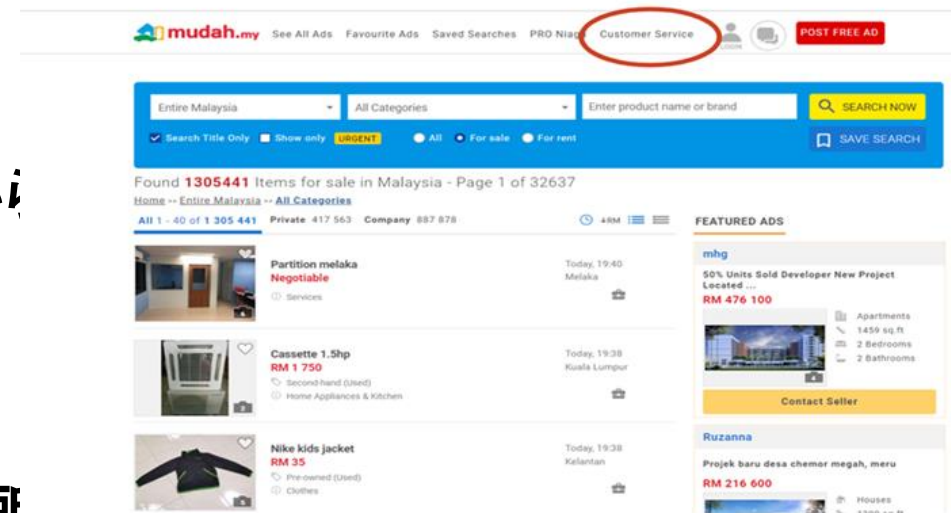 mudah.my See All Ads Favourite Ads Saved Searches PRO Niaga Customer Service LOGIN POST FREE AD
Entire Malaysia All Categories Enter product name or brand SEARCH NOW
Search Title Only Show only URGENT All For sale For rent SAVE SEARCH
Found 1305441 Items for sale in Malaysia - Page 1 of 32637
Home -- Entire Malaysia -- All Categories
All 1 - 40 of 1 305 441 Private 417 563 Company 887 878
Partition melaka
Negotiable
Services
Today, 19:40
Melaka
Cassette 1.5hp
RM 1 750
Second-hand (Used)
Home Appliances & Kitchen
Today, 19:38
Kuala Lumpur
Nike kids jacket
RM 35
Pre-owned (Used)
Clothes
Today, 19:38
Kelantan
FEATURED ADS
mhg
50% Units Sold Developer New Project
Located ...
RM 476 100
Apartments
1459 sq.ft
2 Bedrooms
2 Bathrooms
Contact Seller
Ruzanna
Projek baru desa chemor megah, meru
RM 216 600
Houses